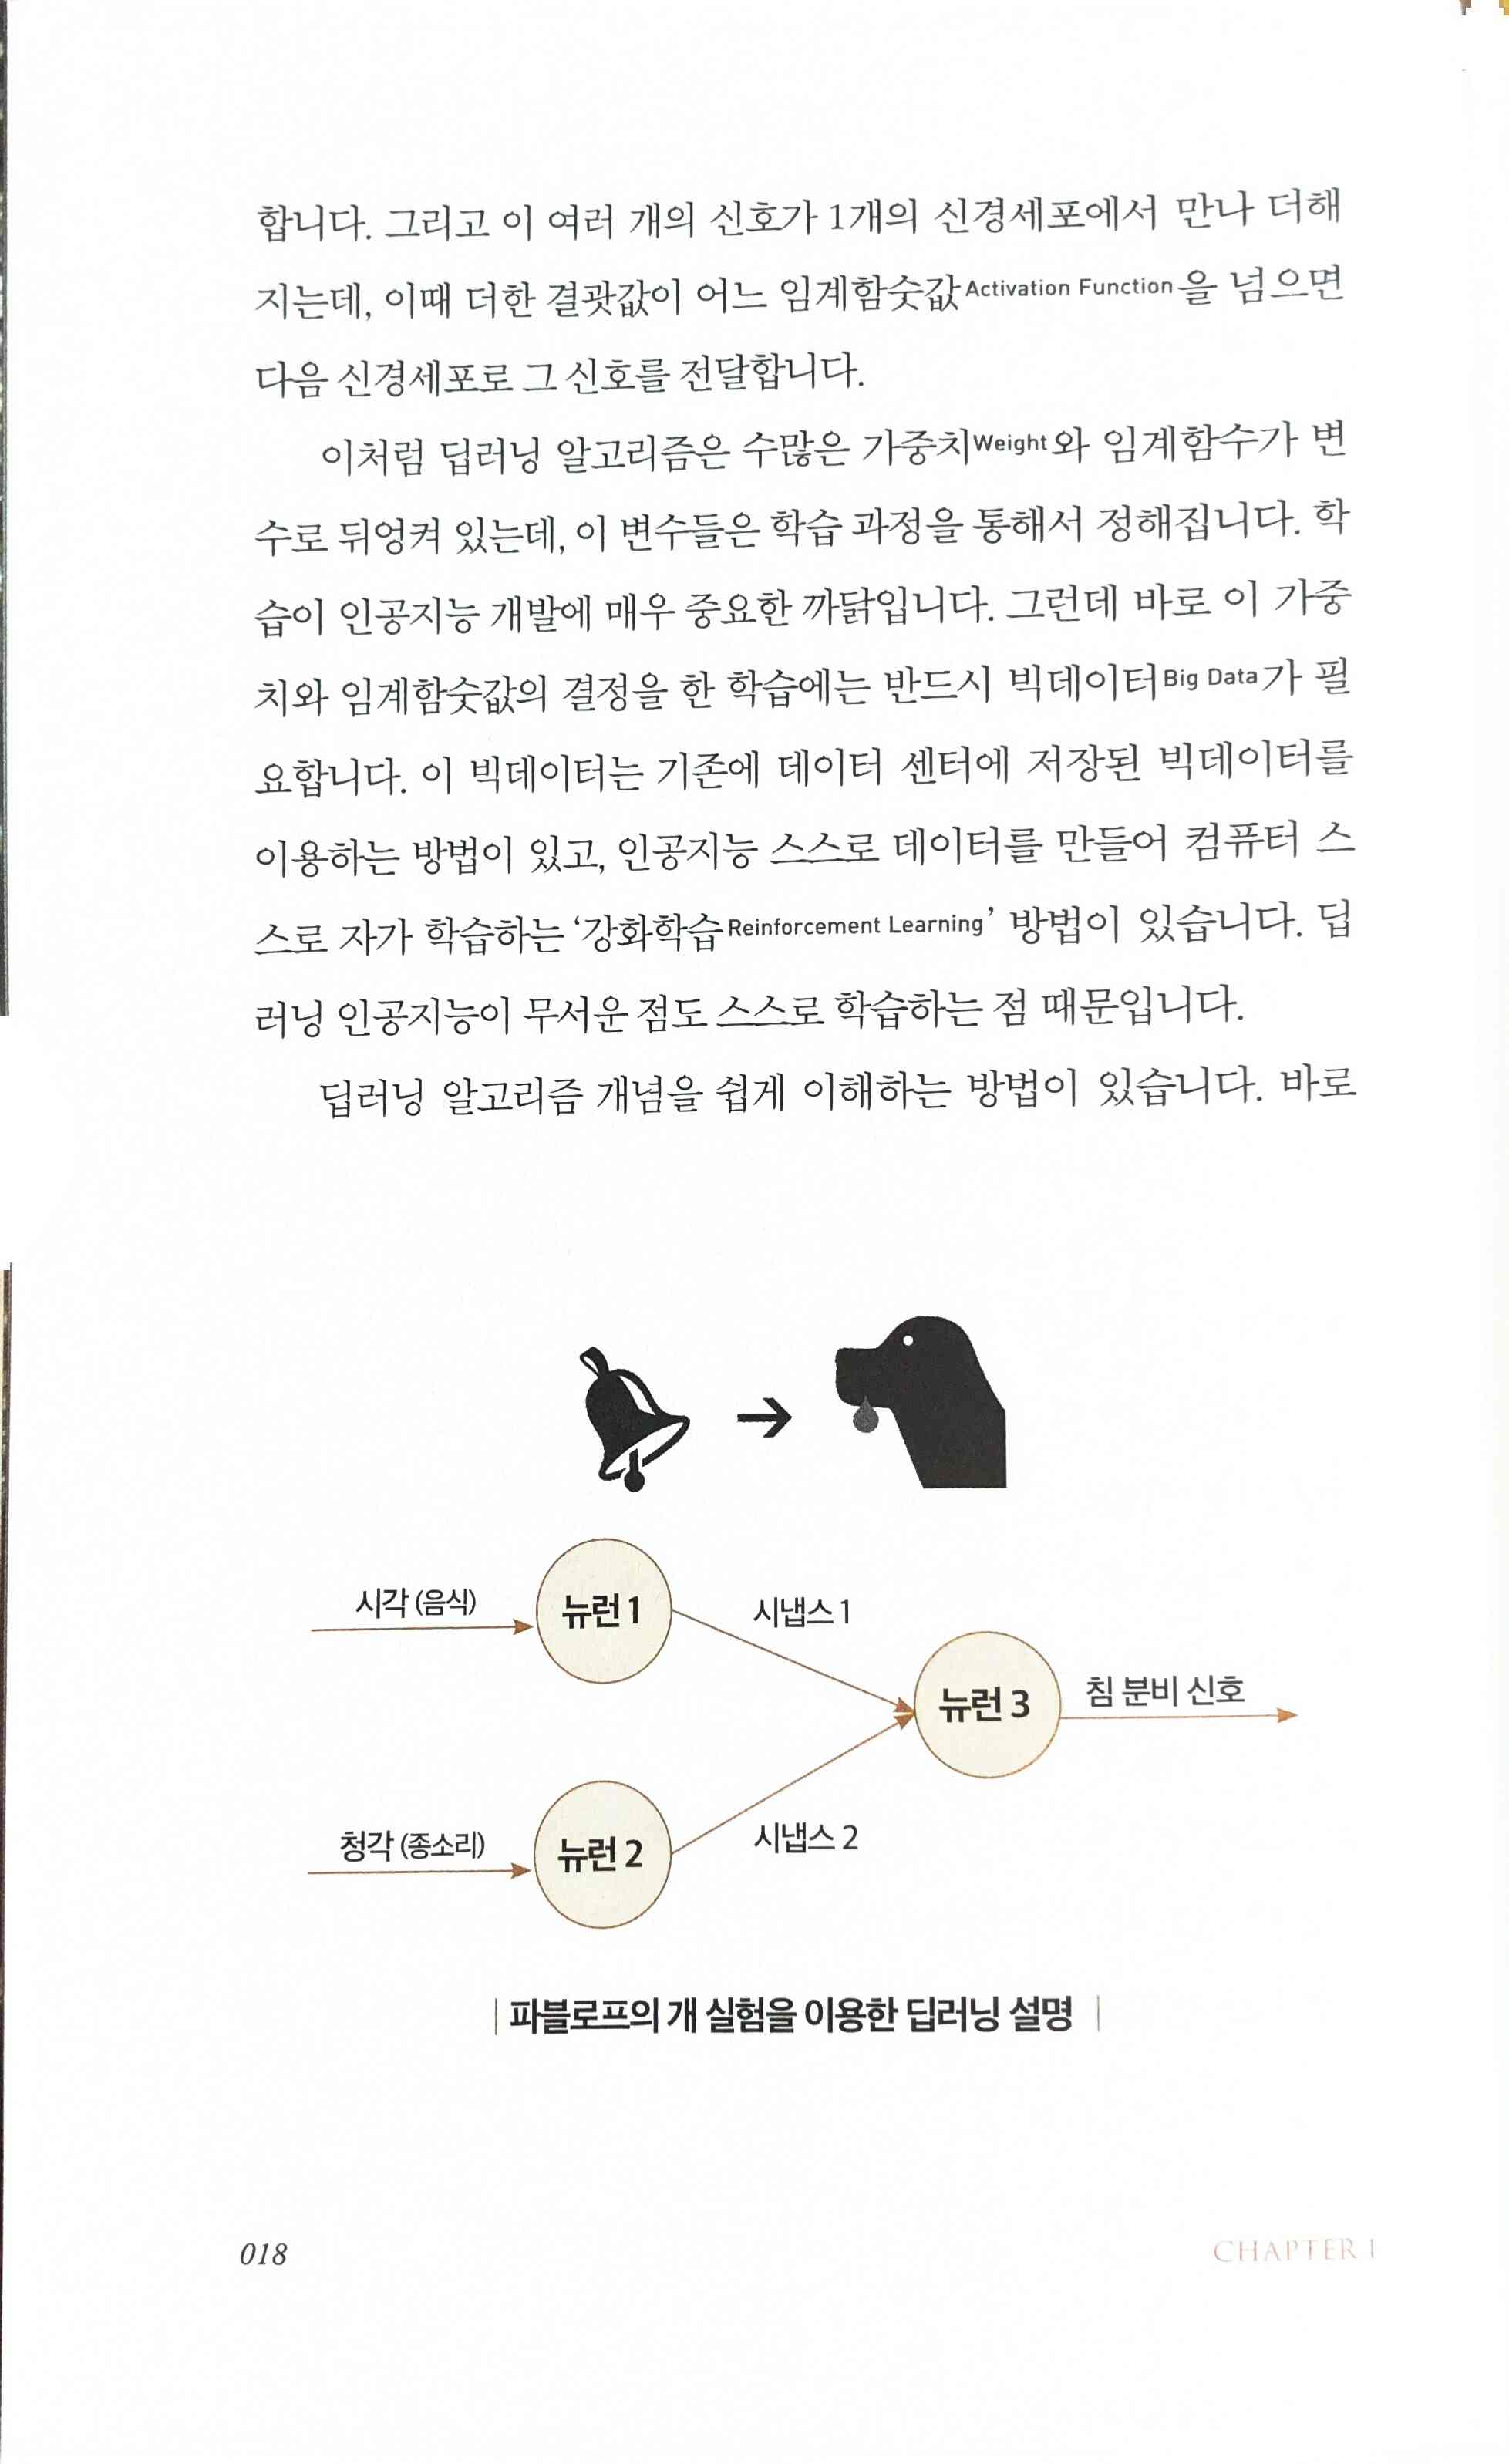 합니다. 그리고 이 여러 개의 신호가 1개의 신경세포에서 만나 더해
지는데, 이때 더한 결괏값이 어느 임계함숫값Activation Function을 넘으면
다음 신경세포로 그 신호를 전달합니다.
이처럼 딥러닝 알고리즘은 수많은 가중치Weight와 임계함수가 변
수로 뒤엉켜 있는데, 이 변수들은 학습 과정을 통해서 정해집니다. 학
습이 인공지능 개발에 매우 중요한 까닭입니다. 그런데 바로 이 가중
치와 임계함숫값의 결정을 한 학습에는 반드시 빅데이터Big Data가 필
요합니다. 이 빅데이터는 기존에 데이터 센터에 저장된 빅데이터를
이용하는 방법이 있고, 인공지능 스스로 데이터를 만들어 컴퓨터 스
스로 자가 학습하는 ‘강화학습Reinforcement Learning’ 방법이 있습니다. 딥
러닝 인공지능이 무서운 점도 스스로 학습하는 점 때문입니다.
딥러닝 알고리즘 개념을 쉽게 이해하는 방법이 있습니다. 바로
시각 (음식)
뉴런 1
시냅스 1
뉴런 3
침 분비 신호
청각 (종소리)
뉴런 2
시냅스 2
| 파블로프의 개 실험을 이용한 딥러닝 설명 |
018
CHAPTER I